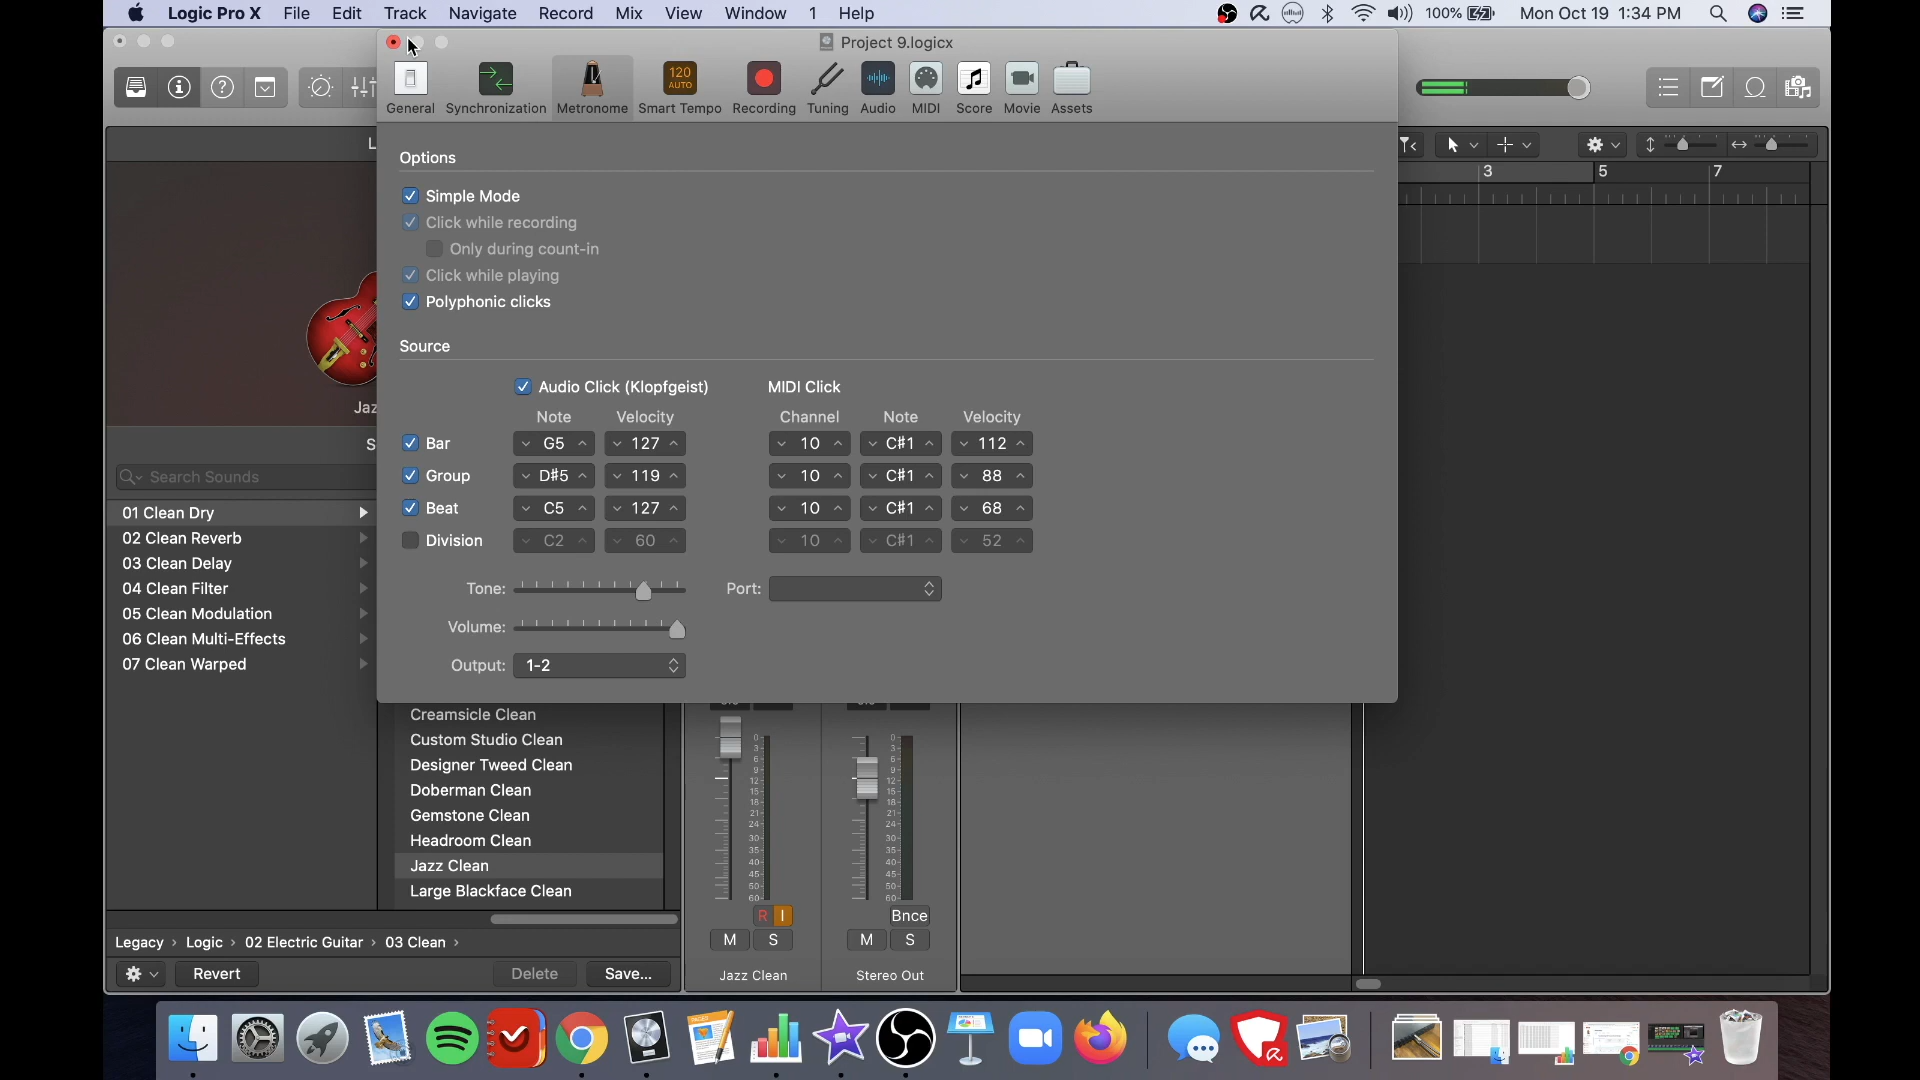 Logic Pro X File Edit Track Navigate Record Mix View Window 1 Help
100% Mon Oct 19 1:34 PM
Project 9.logicx
General Synchronization Metronome Smart Tempo Recording Tuning Audio MIDI Score Movie Assets
120
AUTO
3 5 7
Options
Simple Mode
Click while recording
Only during count-in
Click while playing
Polyphonic clicks
Source
Audio Click (Klopfgeist) MIDI Click
Note Velocity Channel Note Velocity
Bar G5 127 10 C#1 112
Group D#5 119 10 C#1 88
Beat C5 127 10 C#1 68
Division C2 60 10 C#1 52
Tone: Port:
Volume:
Output: 1-2
Jaz
S
Search Sounds
01 Clean Dry
02 Clean Reverb
03 Clean Delay
04 Clean Filter
05 Clean Modulation
06 Clean Multi-Effects
07 Clean Warped
Creamsicle Clean
Custom Studio Clean
Designer Tweed Clean
Doberman Clean
Gemstone Clean
Headroom Clean
Jazz Clean
Large Blackface Clean
Legacy › Logic › 02 Electric Guitar › 03 Clean ›
Revert Delete Save...
R I
M S
Jazz Clean
Bnce
M S
Stereo Out